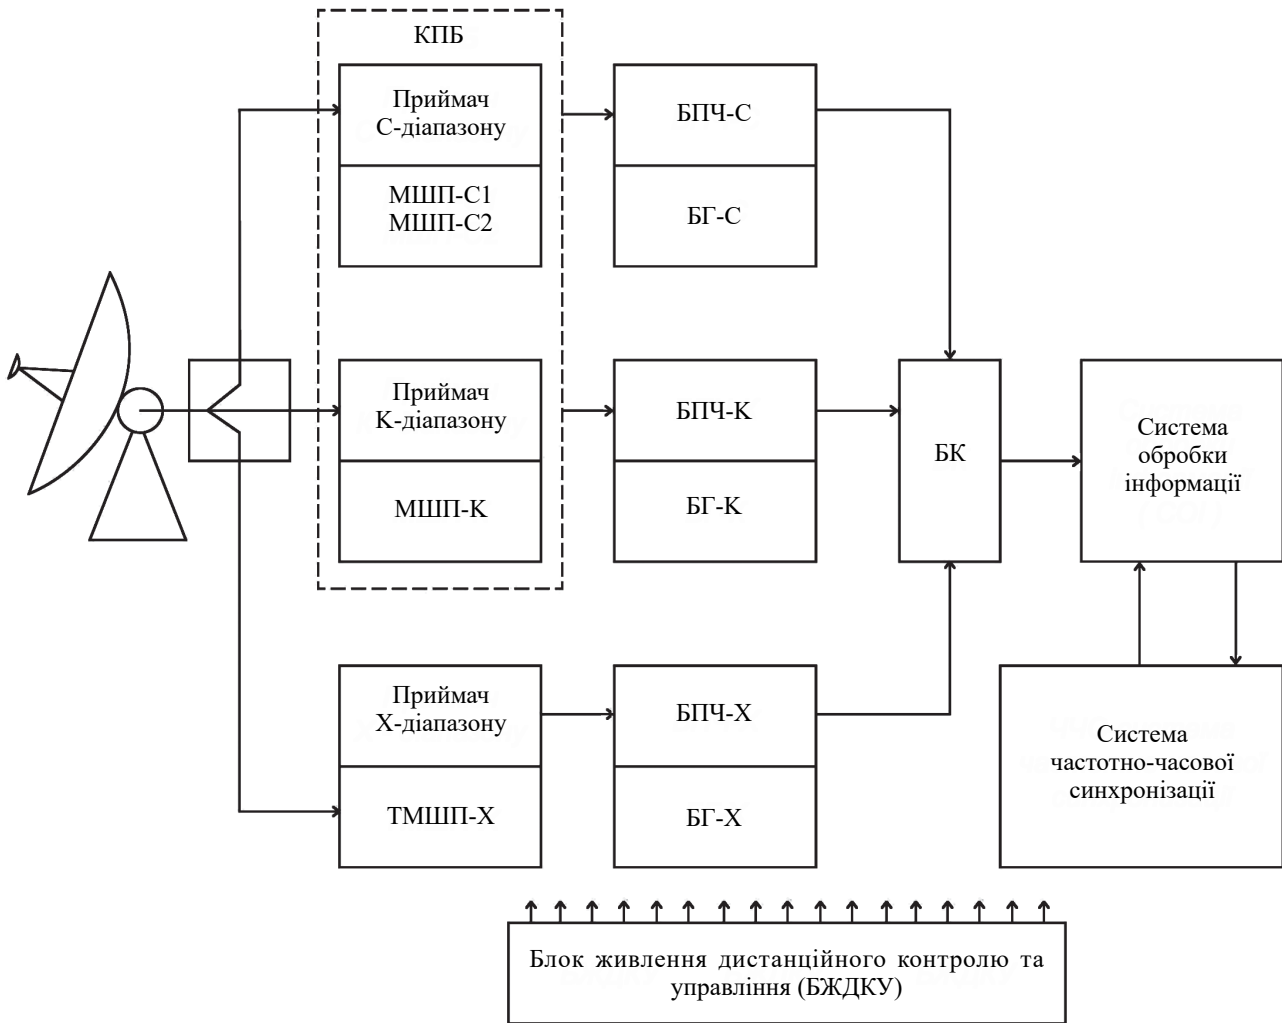 КПБ
Приймач
С-діапазону
МШП-С1
МШП-С2
БПЧ-С
БГ-С
Приймач
К-діапазону
МШП-К
БПЧ-К
БГ-К
БК
Система
обробки
інформації
Приймач
Х-діапазону
ТМШП-Х
БПЧ-Х
БГ-Х
Система
частотно-часової
синхронізації
Блок живлення дистанційного контролю та
управління (БЖДКУ)